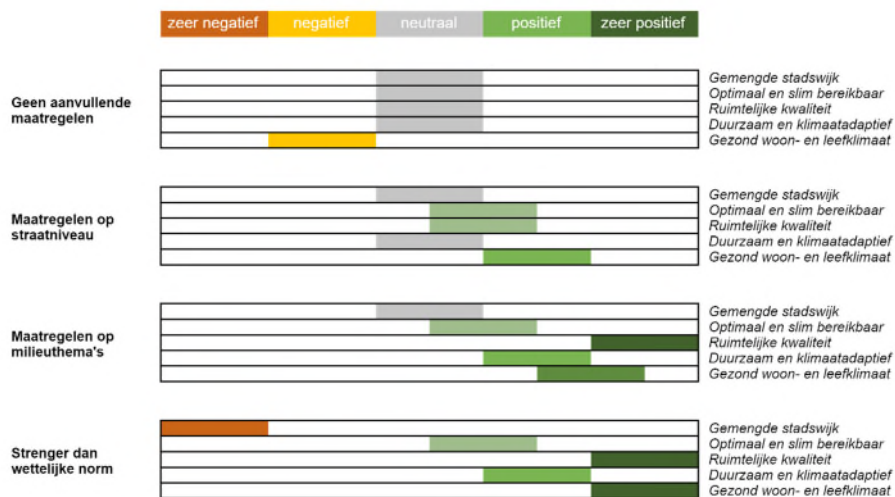 zeer negatief negatief neutraal positief zeer positief
Gemengde stadswijk
Geen aanvullende
maatregelen
Optimaal en slim bereikbaar
Ruimtelijke kwaliteit
Duurzaam en klimaatadaptief
Gezond woon- en leefklimaat
Gemengde stadswijk
Maatregelen op
straatniveau
Optimaal en slim bereikbaar
Ruimtelijke kwaliteit
Duurzaam en klimaatadaptief
Gezond woon- en leefklimaat
Gemengde stadswijk
Maatregelen op
milieuthema's
Optimaal en slim bereikbaar
Ruimtelijke kwaliteit
Duurzaam en klimaatadaptief
Gezond woon- en leefklimaat
Gemengde stadswijk
Strenger dan
wettelijke norm
Optimaal en slim bereikbaar
Ruimtelijke kwaliteit
Duurzaam en klimaatadaptief
Gezond woon- en leefklimaat